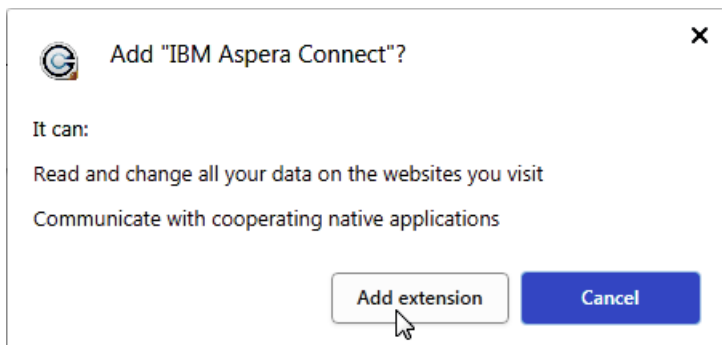 Add "IBM Aspera Connect"?
It can:
Read and change all your data on the websites you visit
Communicate with cooperating native applications
Add extension
Cancel